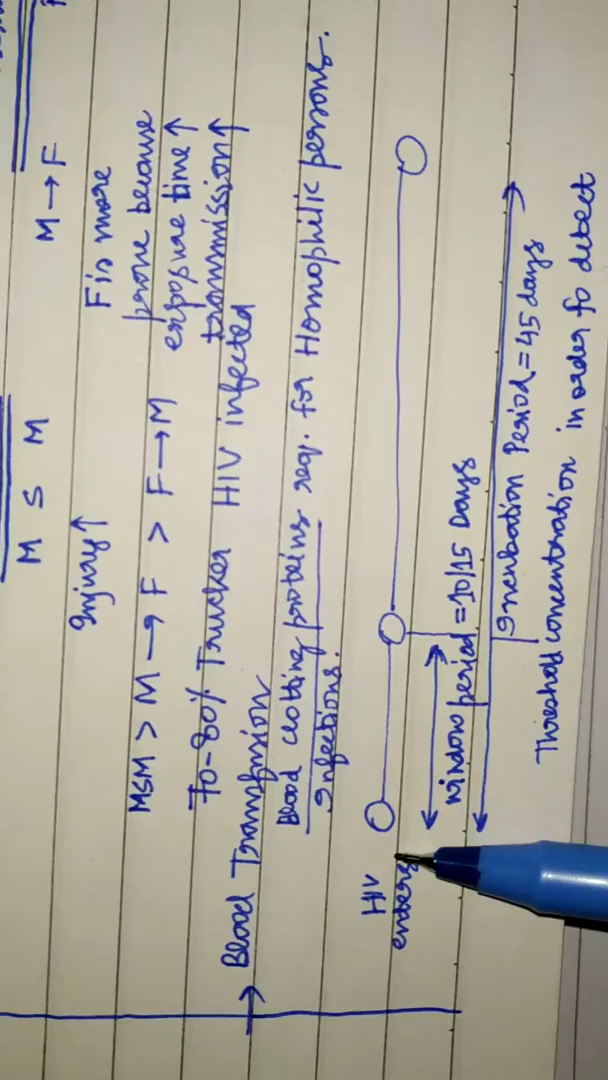 M S M
M → F
Injury ↑
F is more
prone because
exposure time ↑
transmission ↑
MSM > M → F > F → M
70-80% Trucker HIV infected
→ Blood Transfusion
Blood clotting proteins req. for Homophilic persons.
Infections.
HIV
enters
window period = 10/15 Days
Incubation Period = 45 days
Threshold concentration in order to detect